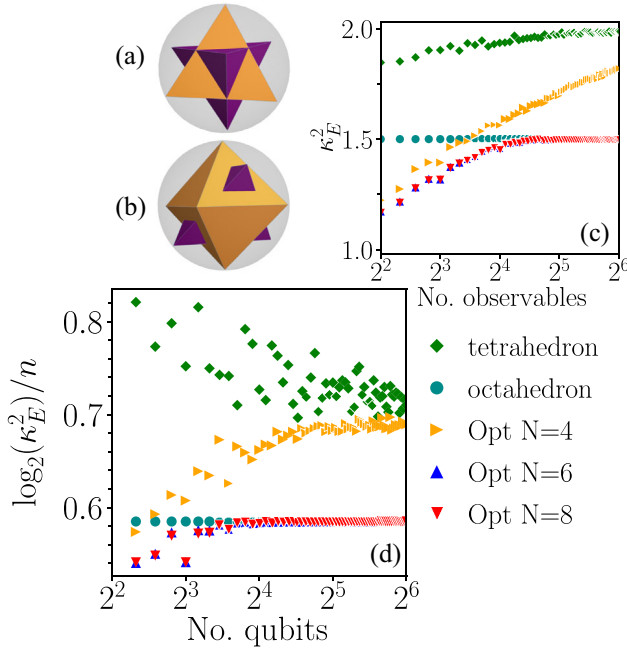 (a)
(b)
κ_E^2
2.0
1.5
1.0
(c)
2^2 2^3 2^4 2^5 2^6
No. observables
log_2(κ_E^2)/n
0.8
0.7
0.6
(d)
2^2 2^3 2^4 2^5 2^6
No. qubits
tetrahedron
octahedron
Opt N=4
Opt N=6
Opt N=8